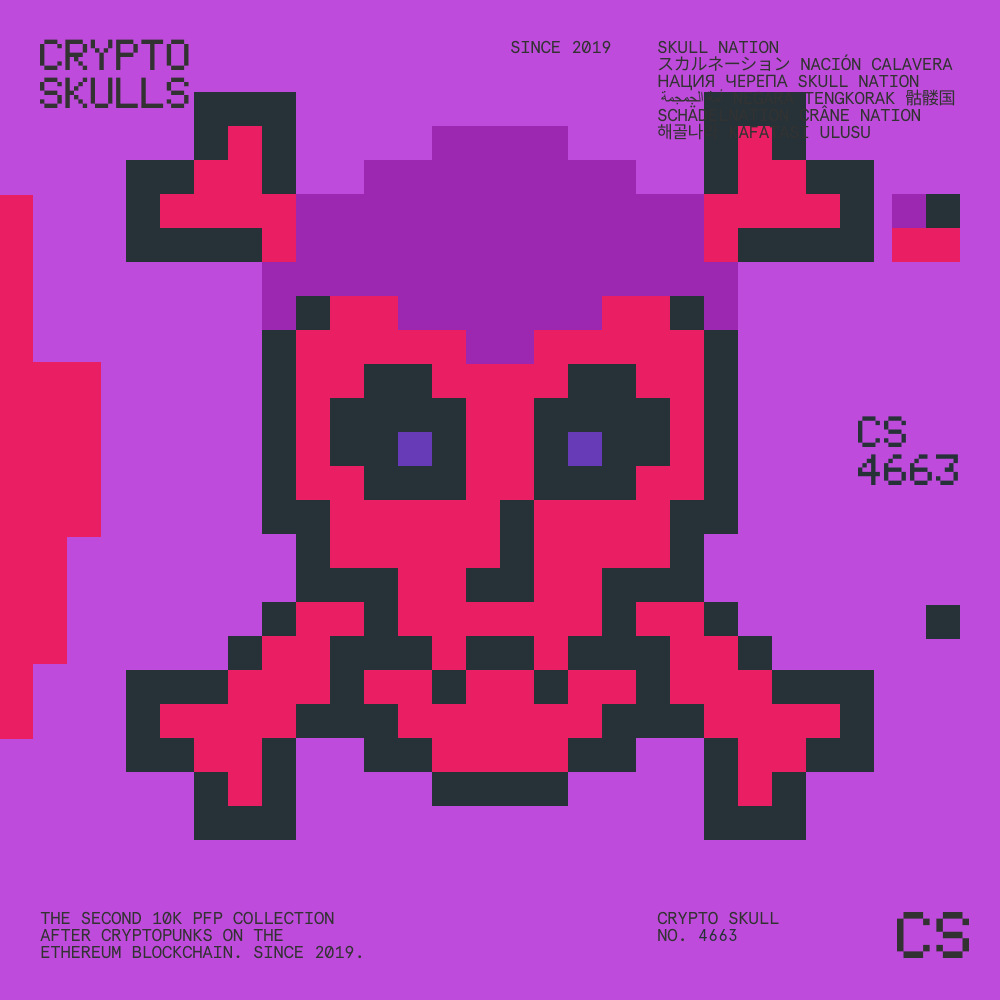 CRYPTO
SKULLS
SINCE 2019
SKULL NATION
スカルネーション NACIÓN CALAVERA
НАЦИЯ ЧЕРЕПА SKULL NATION
TENGKORAK 骷髅国
CRÂNE NATION
해골 ULUSU
CS
4663
THE SECOND 10K PFP COLLECTION
AFTER CRYPTOPUNKS ON THE
ETHEREUM BLOCKCHAIN. SINCE 2019.
CRYPTO SKULL
NO. 4663
CS